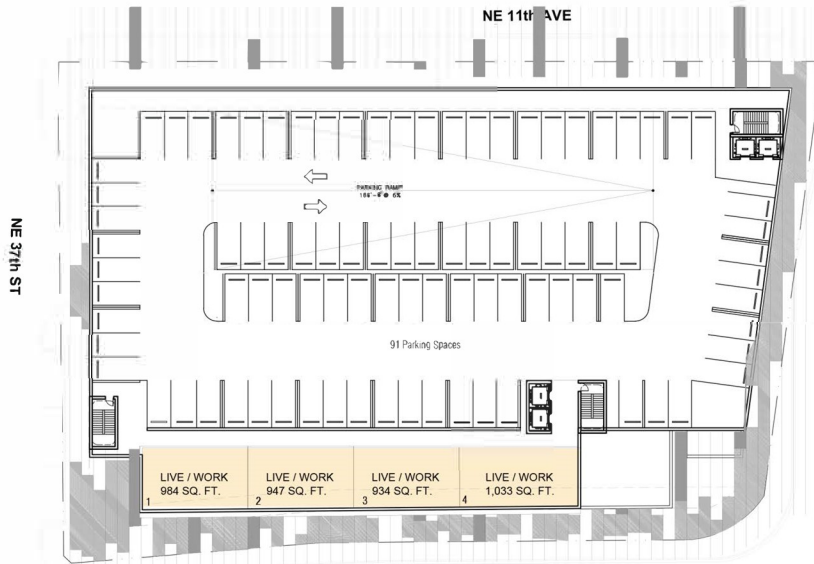 NE 11th AVE
NE 37th ST
PARKING RAMP
91 Parking Spaces
LIVE / WORK
984 SQ. FT.
1
LIVE / WORK
947 SQ. FT.
2
LIVE / WORK
934 SQ. FT.
3
LIVE / WORK
1,033 SQ. FT.
4